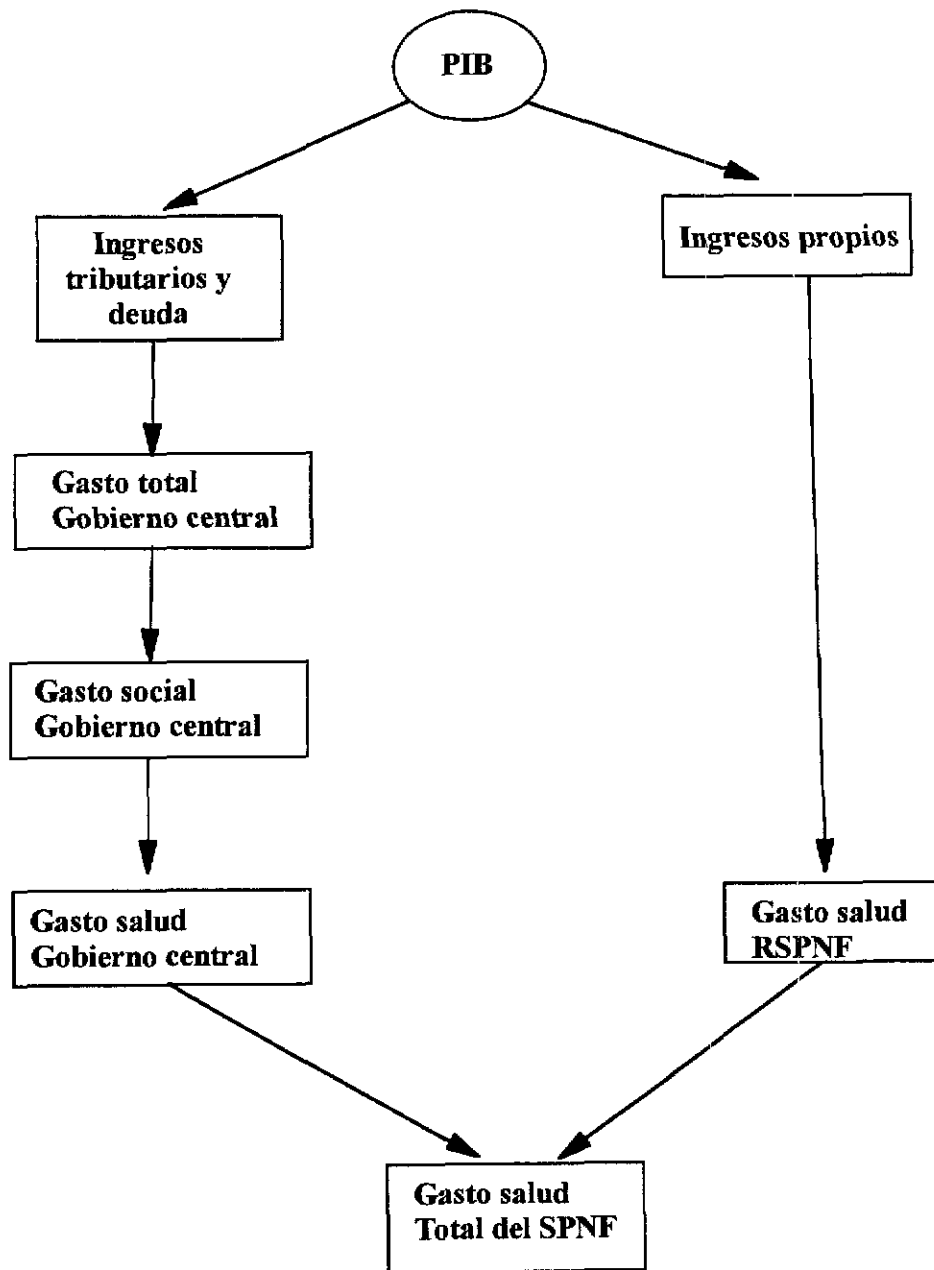 PIB
Ingresos
tributarios y
deuda
Ingresos propios
Gasto total
Gobierno central
Gasto social
Gobierno central
Gasto salud
Gobierno central
Gasto salud
RSPNF
Gasto salud
Total del SPNF